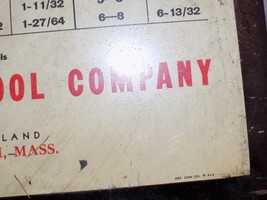 1-11/32
1-27/64 6—8 6-13/32
is
OOL COMPANY
LAND
, MASS.